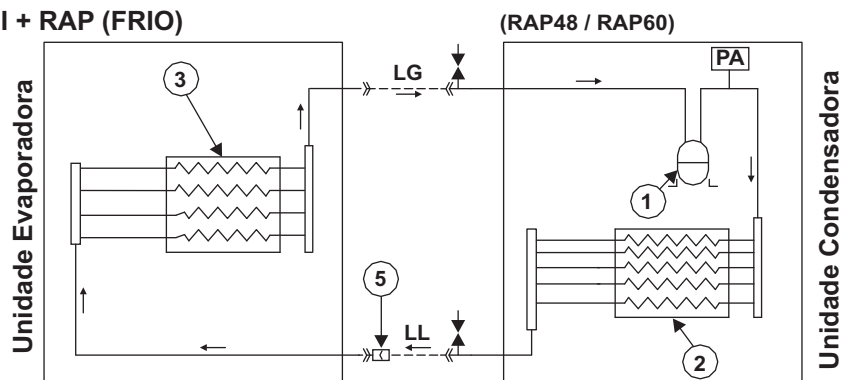 I + RAP (FRIO)
(RAP48 / RAP60)
PA
LG
3
Unidade Evaporadora
Unidade Condensadora
1
5
LL
2